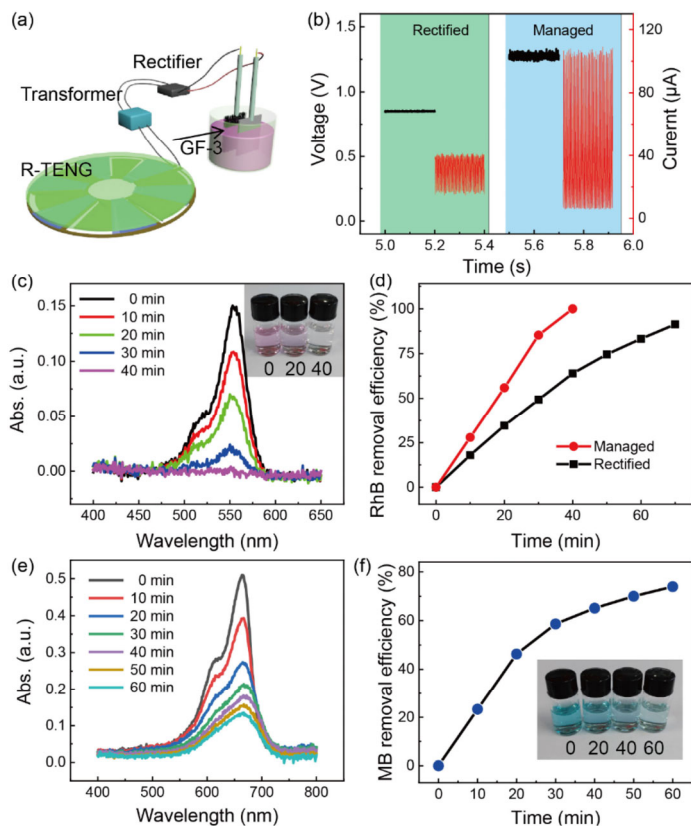 (a)
Rectifier
Transformer
GF-3
R-TENG
(b)
Rectified
Managed
Voltage (V)
1.5
1.0
0.5
0.0
Curernt (μA)
120
80
40
0
5.0 5.2 5.4 5.6 5.8 6.0
Time (s)
(c)
0 min
10 min
20 min
30 min
40 min
0 20 40
Abs. (a.u.)
0.15
0.10
0.05
0.00
400 450 500 550 600 650
Wavelength (nm)
(d)
RhB removal efficiency (%)
100
75
50
25
0
Managed
Rectified
0 20 40 60
Time (min)
(e)
0 min
10 min
20 min
30 min
40 min
50 min
60 min
Abs. (a.u.)
0.5
0.4
0.3
0.2
0.1
0.0
400 500 600 700 800
Wavelength (nm)
(f)
MB removal efficiency (%)
80
60
40
20
0
0 20 40 60
0 10 20 30 40 50 60
Time (min)